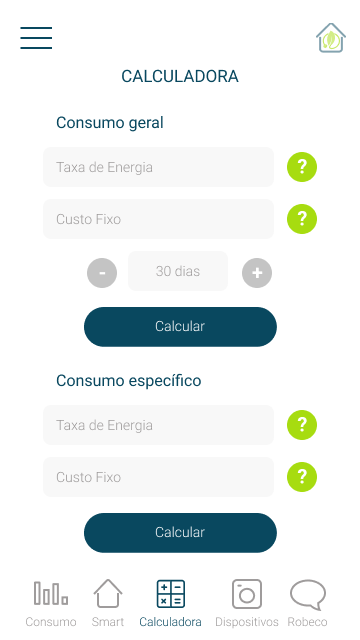 CALCULADORA
Consumo geral
Taxa de Energia ?
Custo Fixo ?
- 30 dias +
Calcular
Consumo específico
Taxa de Energia ?
Custo Fixo ?
Calcular
Consumo Smart Calculadora Dispositivos Robeco